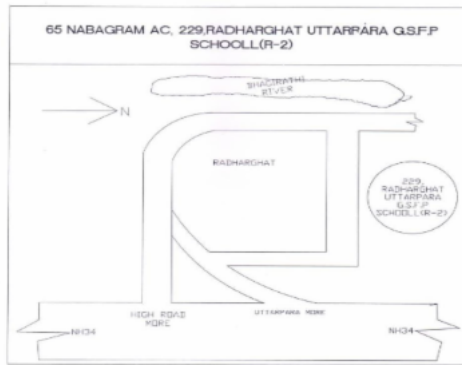 65 NABAGRAM AC, 229,RADHARGHAT UTTARPARA G.S.F.P
SCHOOLL(R-2)
BHAGIRATHI
RIVER
N
RADHARGHAT
229,
RADHARGHAT
UTTARPARA
G.S.F.P
SCHOOLL(R-2)
HIGH ROAD
MORE
UTTARPARA MORE
NH34
NH34